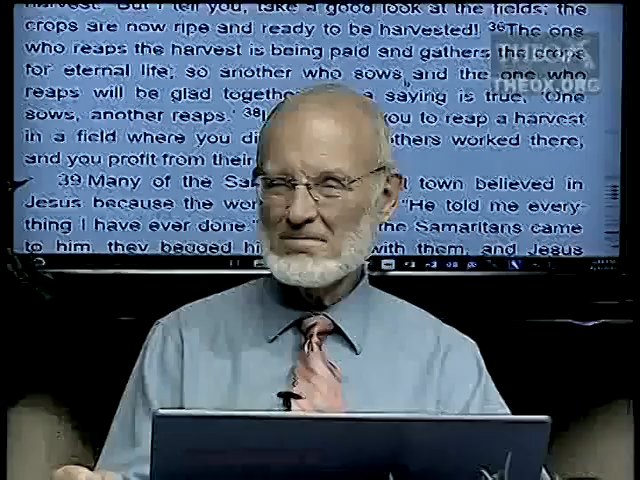 harvest.' But I tell you, take a good look at the fields; the
crops are now ripe and ready to be harvested! 36The one
who reaps the harvest is being paid and gathers the crops
for eternal life; so another who sows and the one who
reaps will be glad together. a saying is true, 'One
sows, another reaps.' 38I you to reap a harvest
in a field where you di others worked there,
and you profit from their
39 Many of the Sa town believed in
Jesus because the wo "He told me every-
thing I have ever done." the Samaritans came
to him, they begged hi with them, and Jesus
THEOX
THEOX.ORG